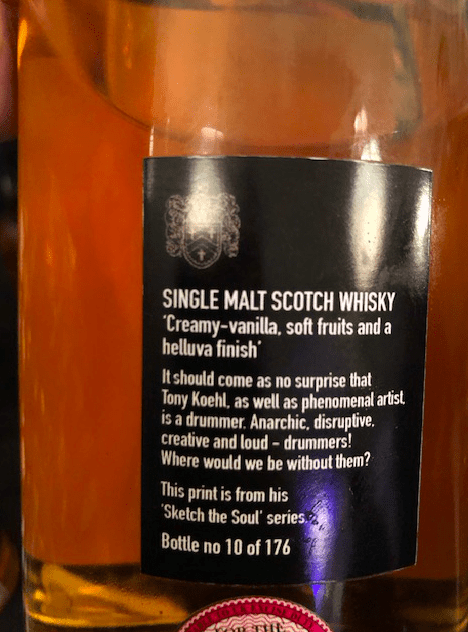 SINGLE MALT SCOTCH WHISKY
'Creamy-vanilla, soft fruits and a
helluva finish'
It should come as no surprise that
Tony Koehl, as well as phenomenal artist,
is a drummer. Anarchic, disruptive,
creative and loud – drummers!
Where would we be without them?
This print is from his
'Sketch the Soul' series.
Bottle no 10 of 176
FOR THE